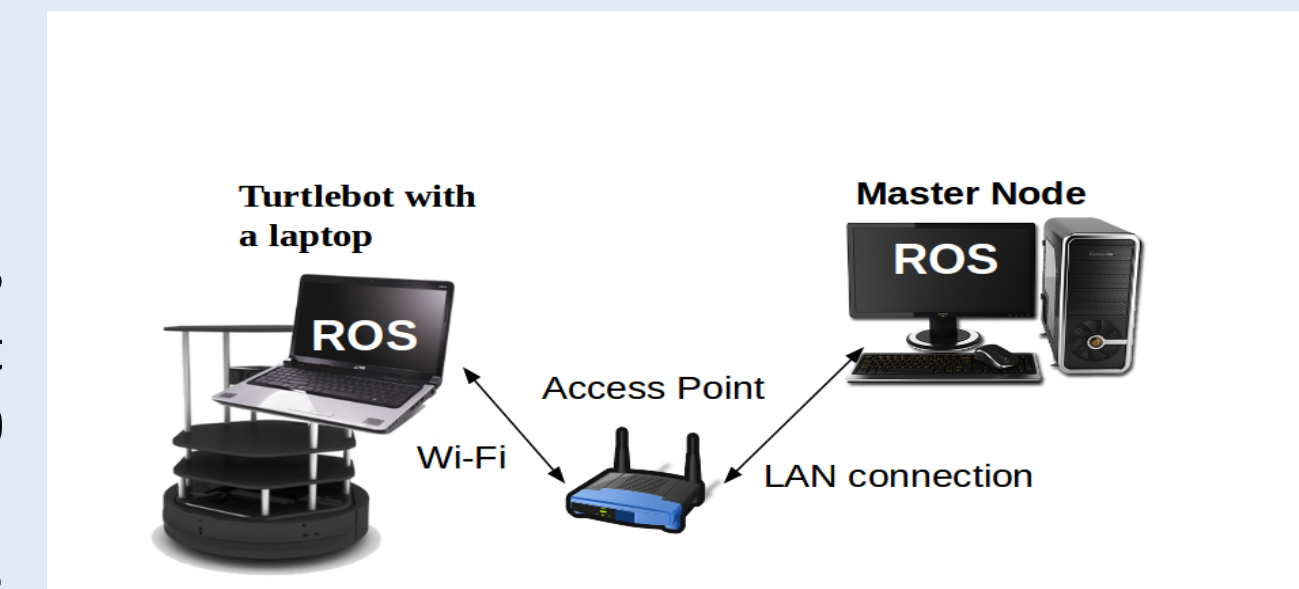 Turtlebot with
a laptop
Master Node
ROS
ROS
Access Point
Wi-Fi
LAN connection